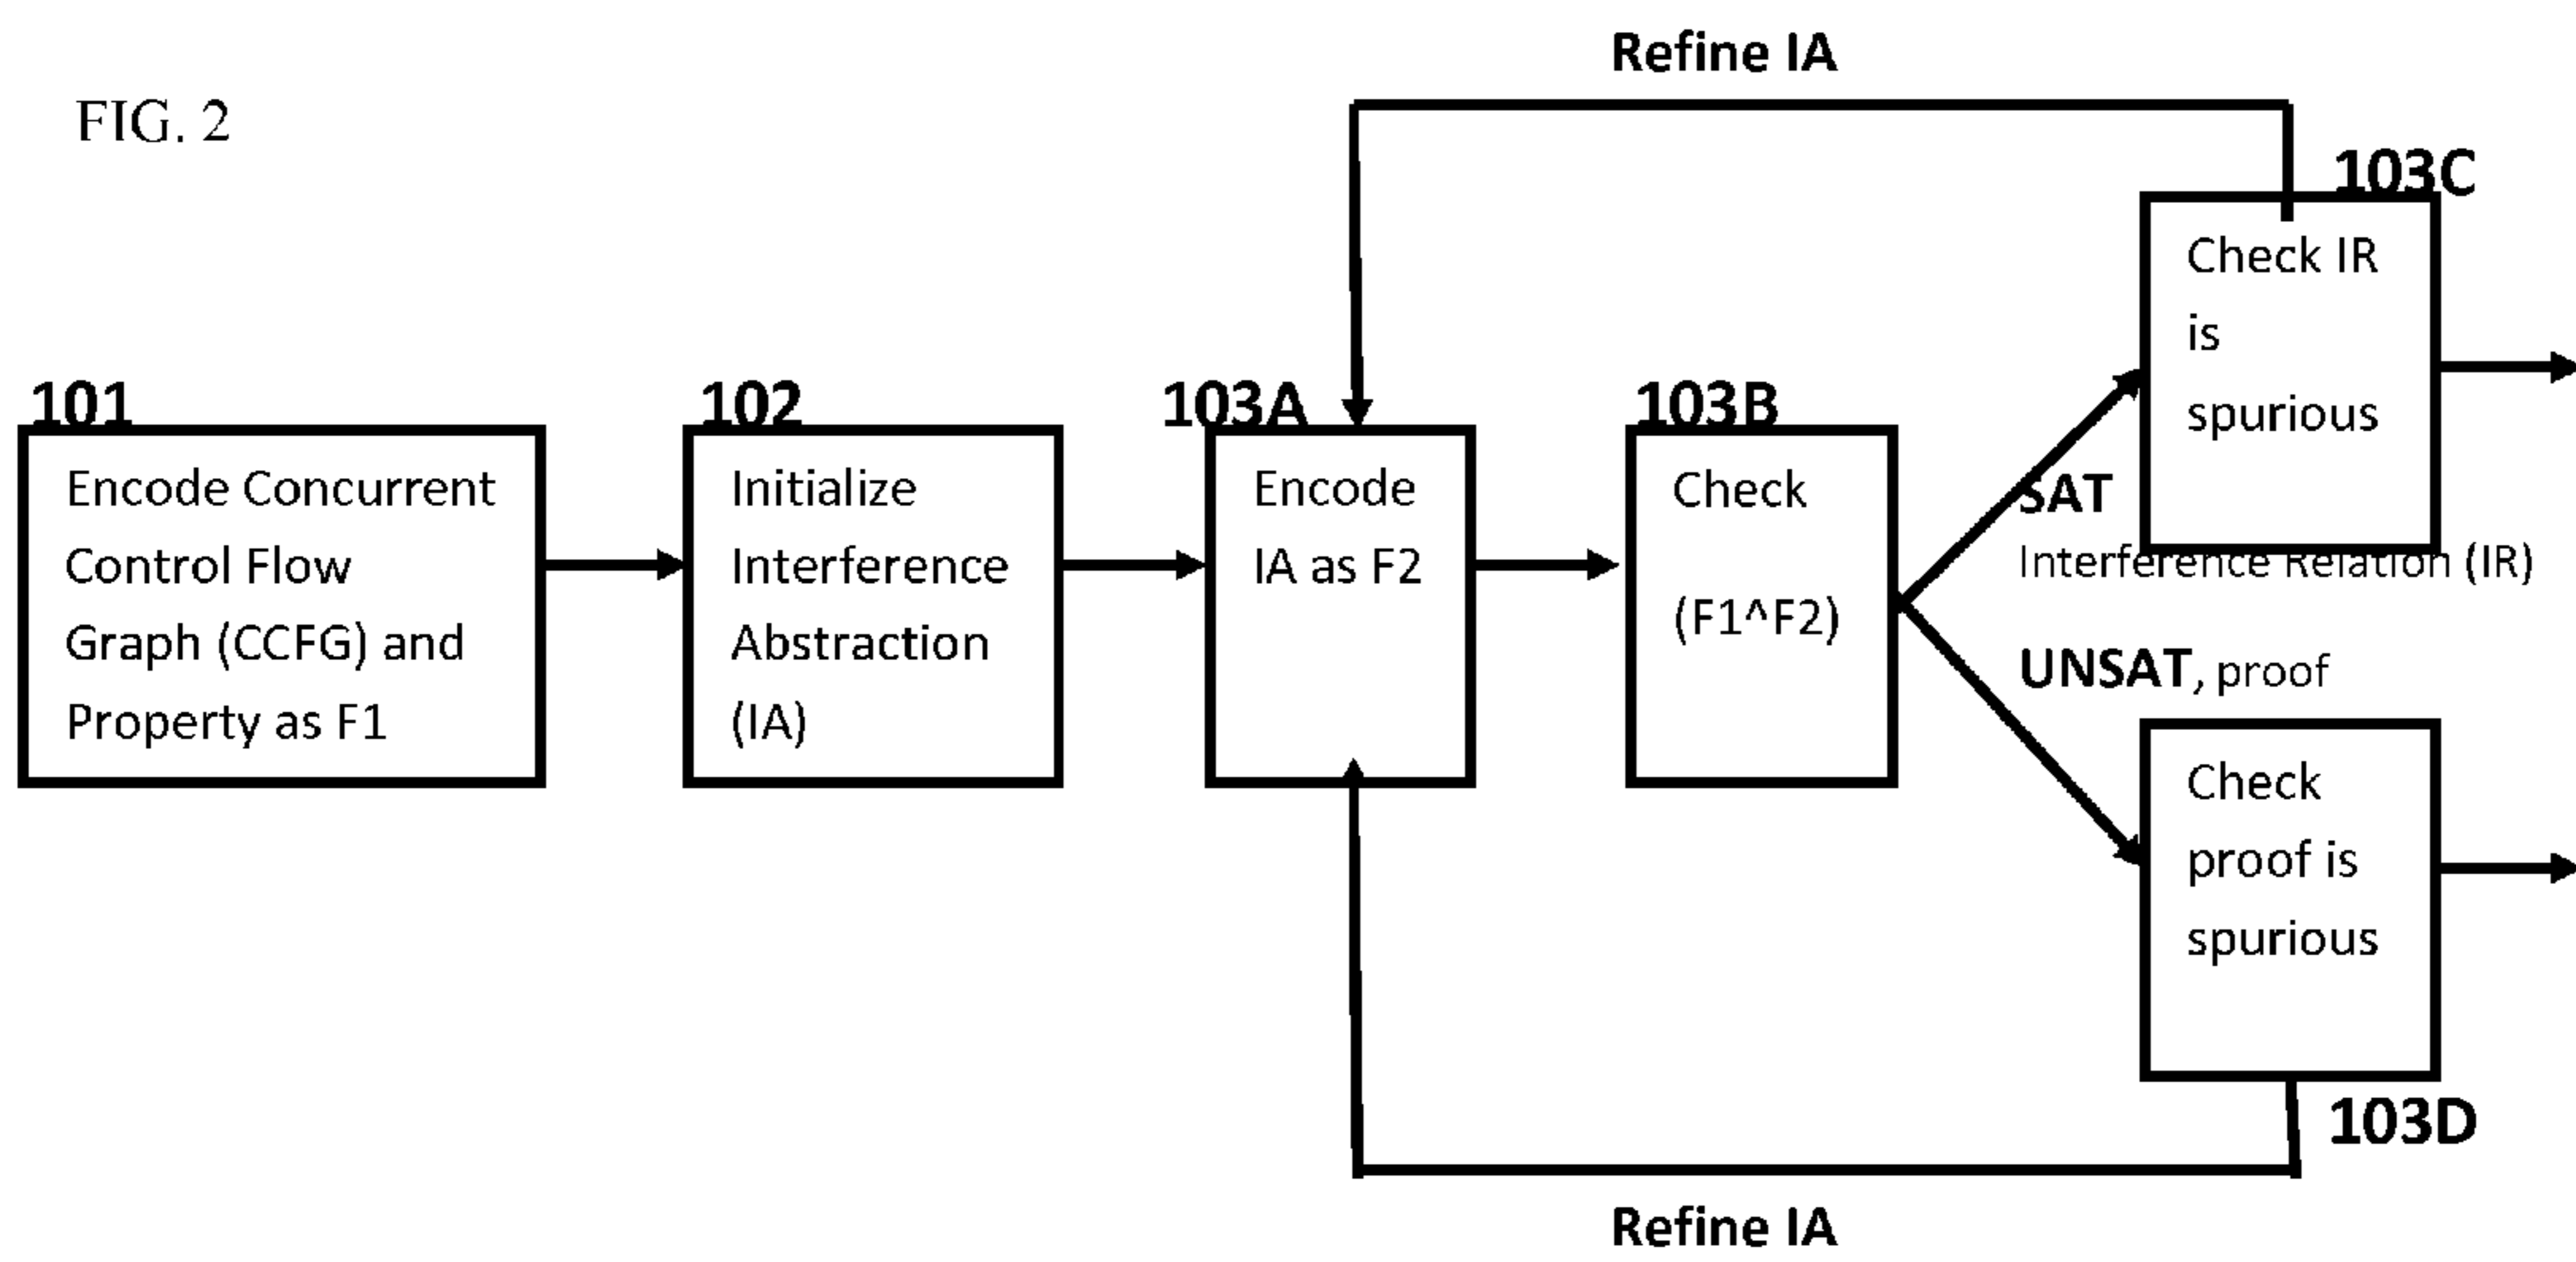 Refine IA
FIG. 2
103C
Check IR
is
spurious
101
102
103A
103B
Encode Concurrent
Control Flow
Graph (CCFG) and
Property as F1
Initialize
Interference
Abstraction
(IA)
Encode
IA as F2
Check
(F1^F2)
SAT
Interference Relation (IR)
UNSAT, proof
Check
proof is
spurious
103D
Refine IA